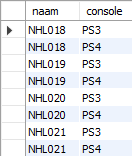 naam console
NHL018 PS3
NHL018 PS4
NHL019 PS3
NHL019 PS4
NHL020 PS3
NHL020 PS4
NHL021 PS3
NHL021 PS4